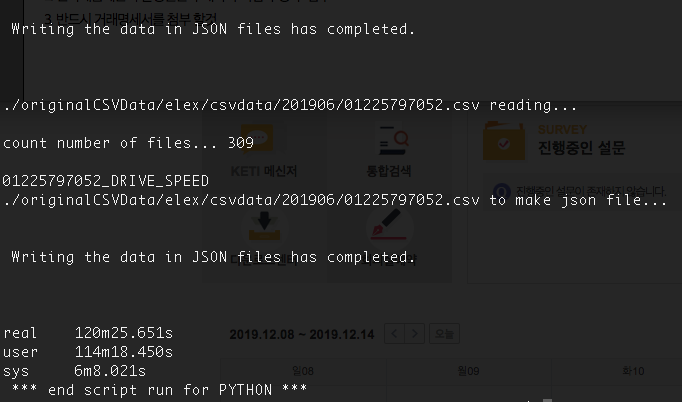 3. 반드시 거래명세서를 첨부 할것
Writing the data in JSON files has completed.
./originalCSVData/elex/csvdata/201906/01225797052.csv reading...
count number of files... 309
SURVEY
진행중인 설문
KETI 메신저
통합검색
01225797052_DRIVE_SPEED
진행중인 설문이 존재하지 않습니다.
./originalCSVData/elex/csvdata/201906/01225797052.csv to make json file...
Writing the data in JSON files has completed.
real 120m25.651s
2019.12.08 ~ 2019.12.14
<
>
오늘
user 114m18.450s
sys 6m8.021s
일08
월09
화10
*** end script run for PYTHON ***